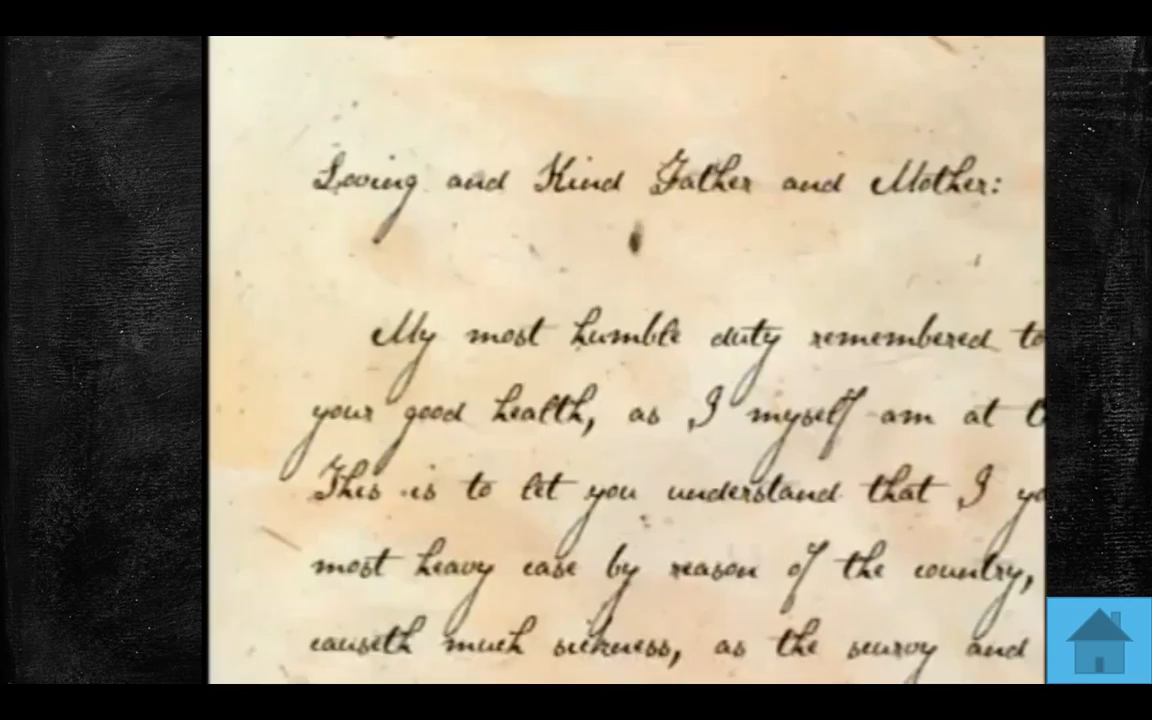 Loving and Kind Father and Mother:
My most humble duty remembered to
your good health, as I myself am at
This is to let you understand that I
most heavy case by reason of the country,
causeth much sickness, as the scurvy and